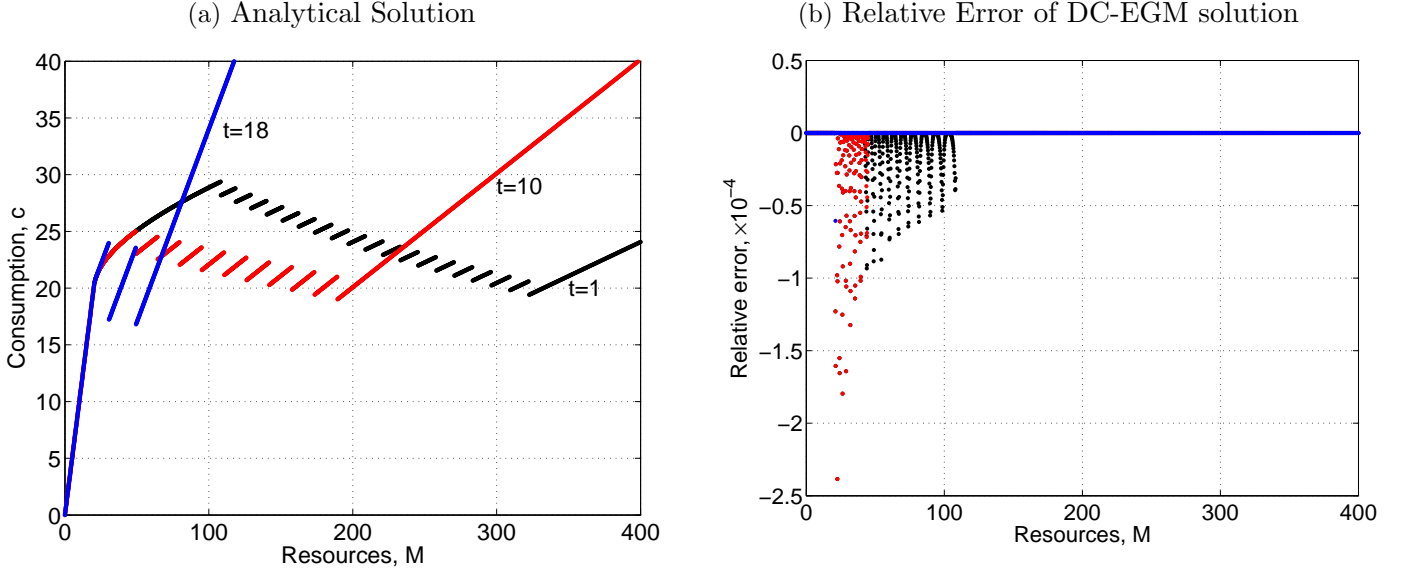 (a) Analytical Solution
40
35
30
25
20
15
10
5
0
Consumption, c
t=18
t=10
t=1
0
100
200
300
400
Resources, M
(b) Relative Error of DC-EGM solution
0.5
0
−0.5
−1
−1.5
−2
−2.5
Relative error, ×10⁻⁴
0
100
200
300
400
Resources, M